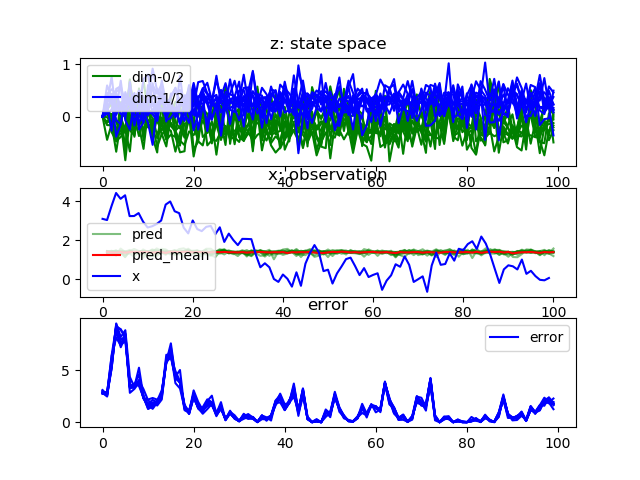 z: state space
1
0
dim-0/2
dim-1/2
0 20 40 60 80 100
x: observation
4
2
0
pred
pred_mean
x
0 20 40 60 80 100
error
5
0
error
0 20 40 60 80 100